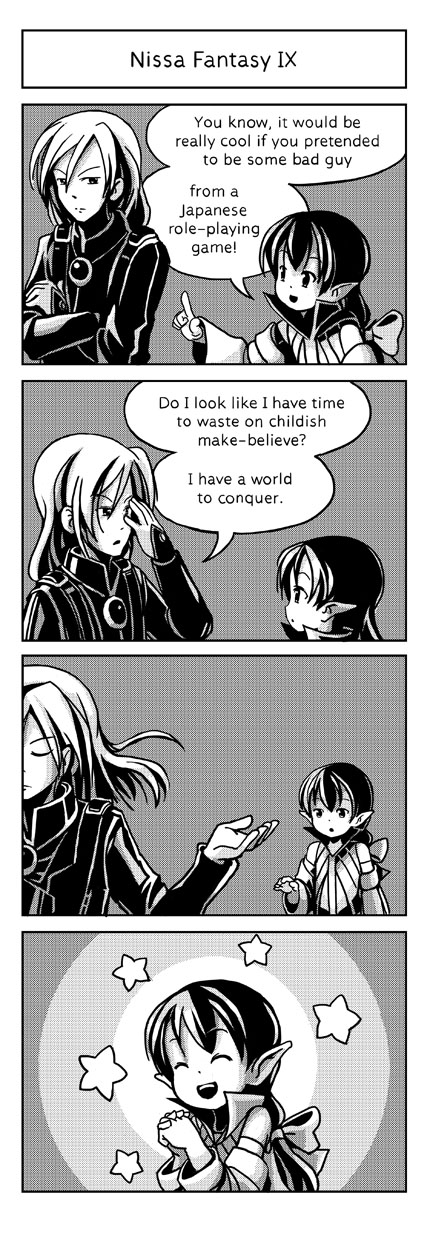 Nissa Fantasy IX
You know, it would be
really cool if you pretended
to be some bad guy
from a
Japanese
role-playing
game!
Do I look like I have time
to waste on childish
make-believe?
I have a world
to conquer.